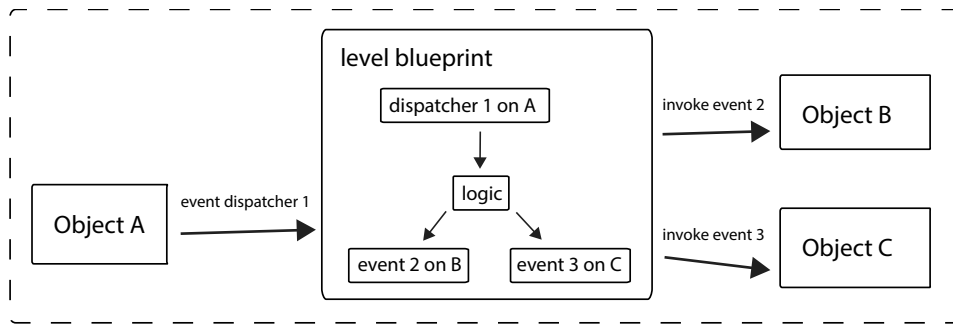 level blueprint
dispatcher 1 on A
logic
event 2 on B
event 3 on C
Object A
event dispatcher 1
invoke event 2
Object B
invoke event 3
Object C